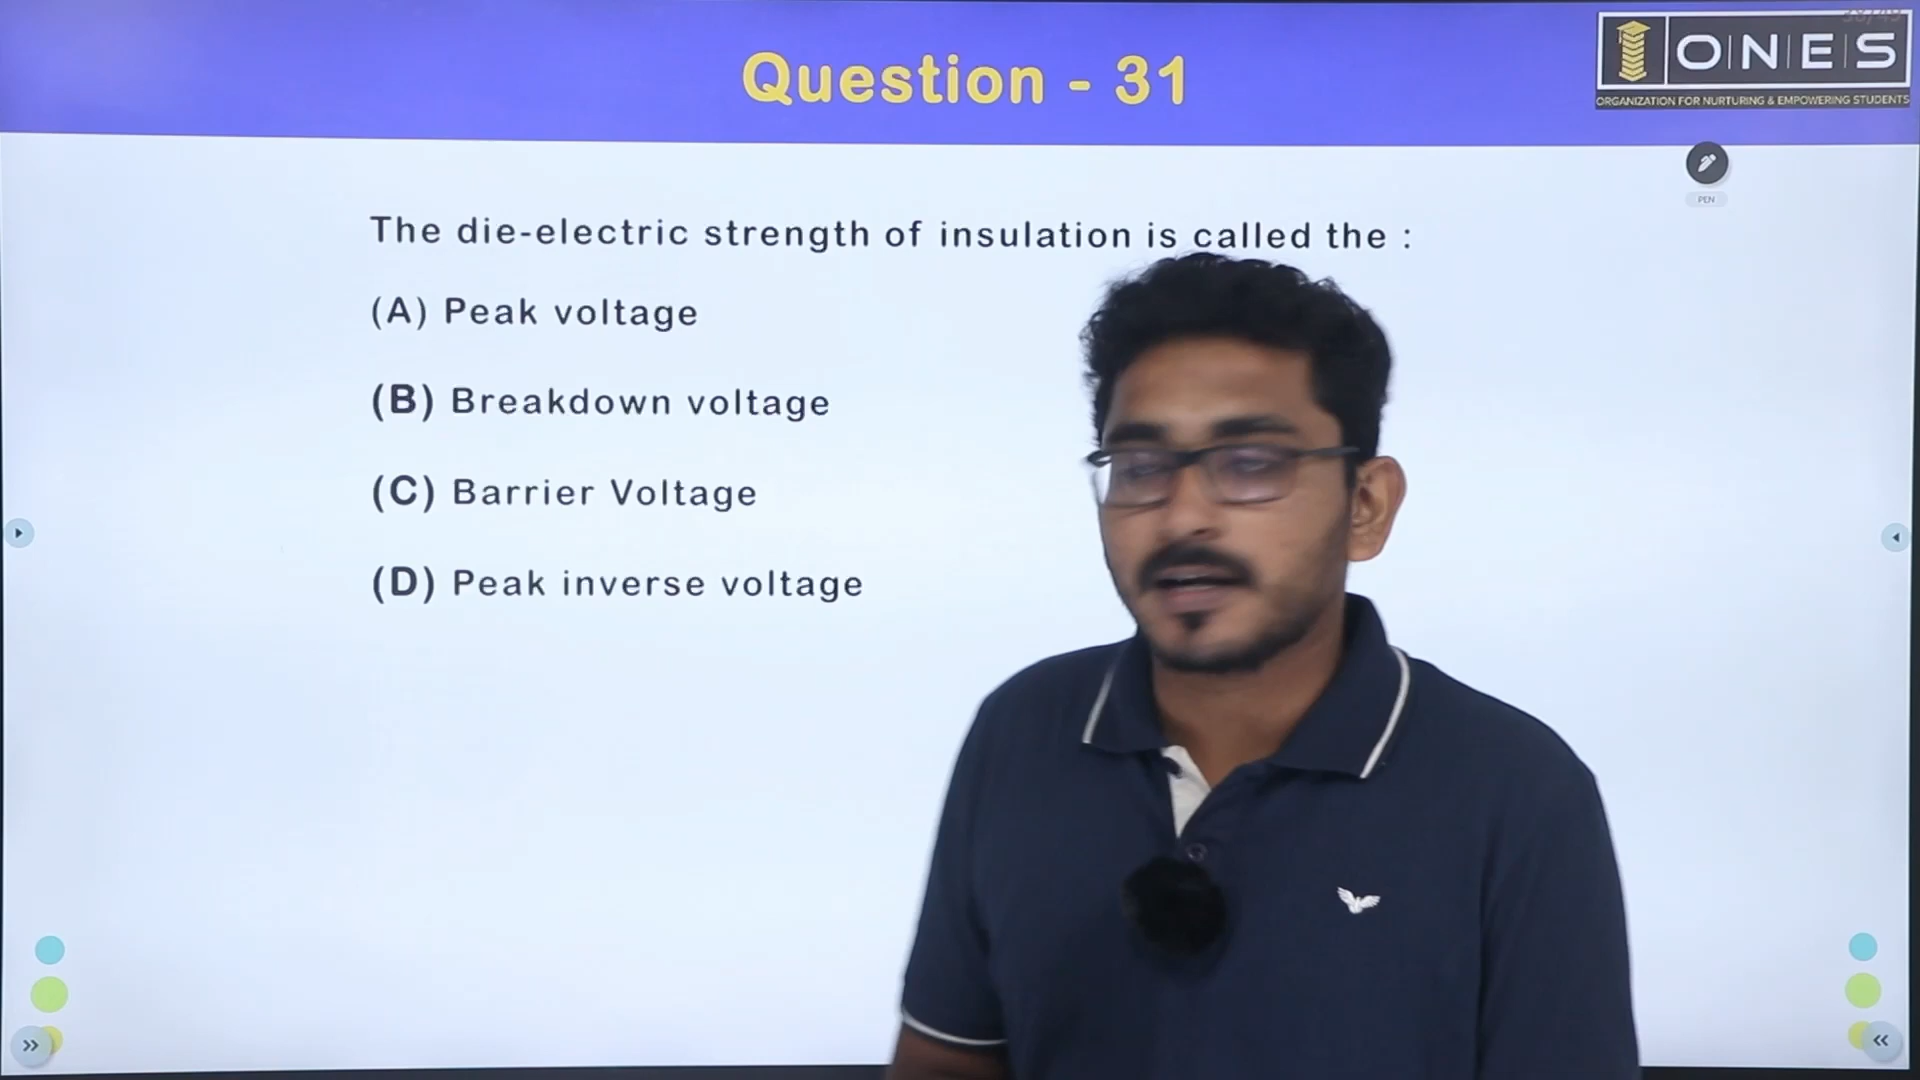 Question - 31
O|N|E|S
ORGANIZATION FOR NURTURING & EMPOWERING STUDENTS
PEN
The die-electric strength of insulation is called the :
(A) Peak voltage
(B) Breakdown voltage
(C) Barrier Voltage
(D) Peak inverse voltage